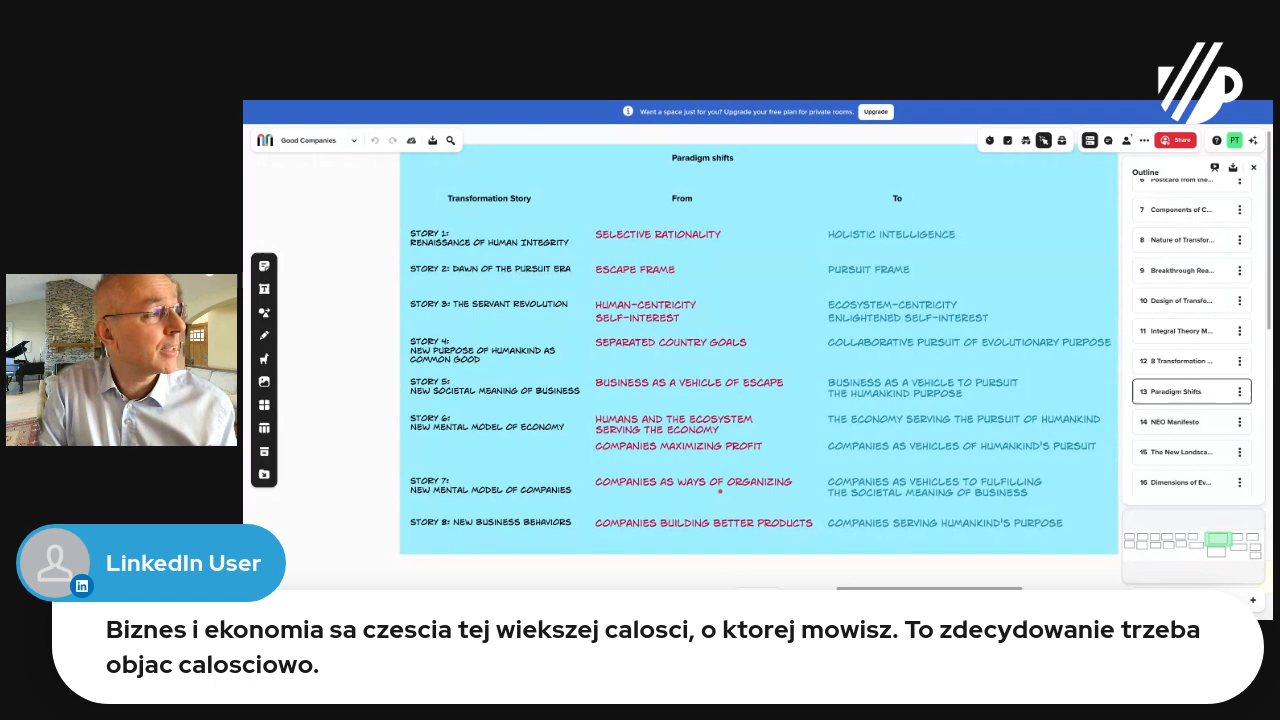 Want a space just for you? Upgrade your free plan for private rooms.
Upgrade
Good Companies
Share
PT
Paradigm shifts
Transformation Story
From
To
STORY 1:
RENAISSANCE OF HUMAN INTEGRITY
SELECTIVE RATIONALITY
HOLISTIC INTELLIGENCE
STORY 2: DAWN OF THE PURSUIT ERA
ESCAPE FRAME
PURSUIT FRAME
STORY 3: THE SERVANT REVOLUTION
HUMAN-CENTRICITY
SELF-INTEREST
ECOSYSTEM-CENTRICITY
ENLIGHTENED SELF-INTEREST
STORY 4:
NEW PURPOSE OF HUMANKIND AS
COMMON GOOD
SEPARATED COUNTRY GOALS
COLLABORATIVE PURSUIT OF EVOLUTIONARY PURPOSE
STORY 5:
NEW SOCIETAL MEANING OF BUSINESS
BUSINESS AS A VEHICLE OF ESCAPE
BUSINESS AS A VEHICLE TO PURSUIT
THE HUMANKIND PURPOSE
STORY 6:
NEW MENTAL MODEL OF ECONOMY
HUMANS AND THE ECOSYSTEM
SERVING THE ECONOMY
COMPANIES MAXIMIZING PROFIT
THE ECONOMY SERVING THE PURSUIT OF HUMANKIND
COMPANIES AS VEHICLES OF HUMANKIND'S PURSUIT
STORY 7:
NEW MENTAL MODEL OF COMPANIES
COMPANIES AS WAYS OF ORGANIZING
COMPANIES AS VEHICLES TO FULFILLING
THE SOCIETAL MEANING OF BUSINESS
STORY 8: NEW BUSINESS BEHAVIORS
COMPANIES BUILDING BETTER PRODUCTS
COMPANIES SERVING HUMANKIND'S PURPOSE
Outline
6 Postcard from the...
7 Components of C...
8 Nature of Transfor...
9 Breakthrough Rea...
10 Design of Transfo...
11 Integral Theory M...
12 8 Transformation ...
13 Paradigm Shifts
14 NEO Manifesto
15 The New Landsca...
16 Dimensions of Ev...
LinkedIn User
in
Biznes i ekonomia sa czescia tej wiekszej calosci, o ktorej mowisz. To zdecydowanie trzeba
objac calosciowo.